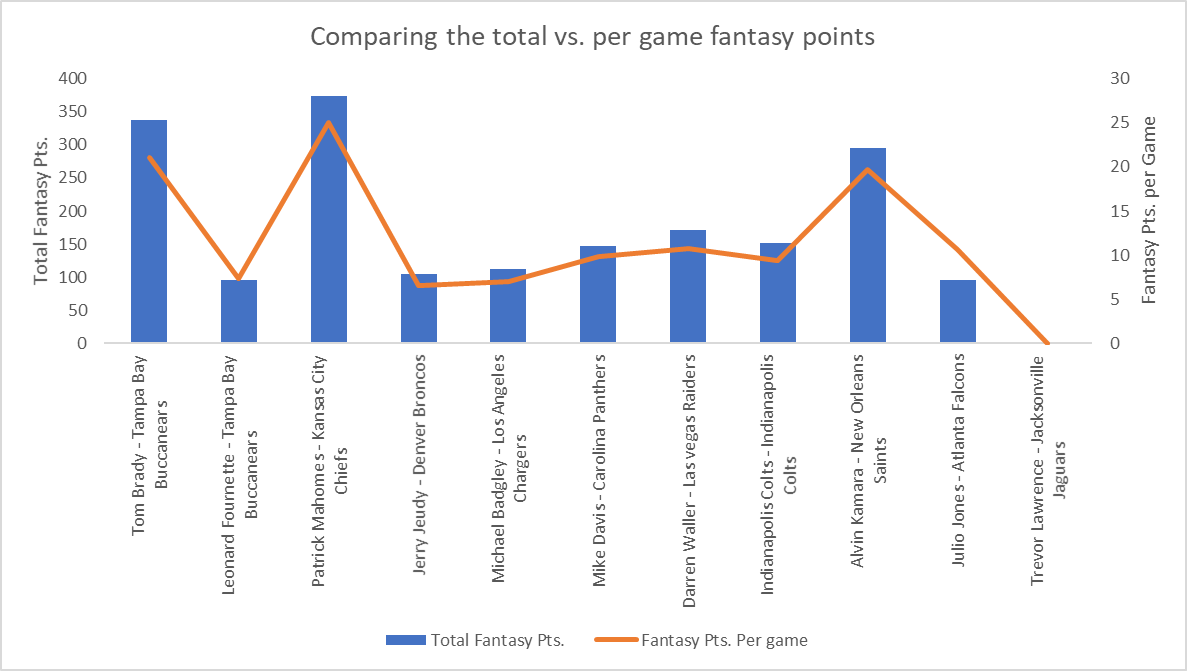 Comparing the total vs. per game fantasy points
400
350
300
250
200
150
100
50
0
Total Fantasy Pts.
30
25
20
15
10
5
0
Fantasy Pts. per Game
Tom Brady - Tampa Bay
Buccanears
Leonard Fournette - Tampa Bay
Buccanears
Patrick Mahomes - Kansas City
Chiefs
Jerry Jeudy - Denver Broncos
Michael Badgley - Los Angeles
Chargers
Mike Davis - Carolina Panthers
Darren Waller - Las vegas Raiders
Indianapolis Colts - Indianapolis
Colts
Alvin Kamara - New Orleans
Saints
Julio Jones - Atlanta Falcons
Trevor Lawrence - Jacksonville
Jaguars
Total Fantasy Pts.
Fantasy Pts. Per game